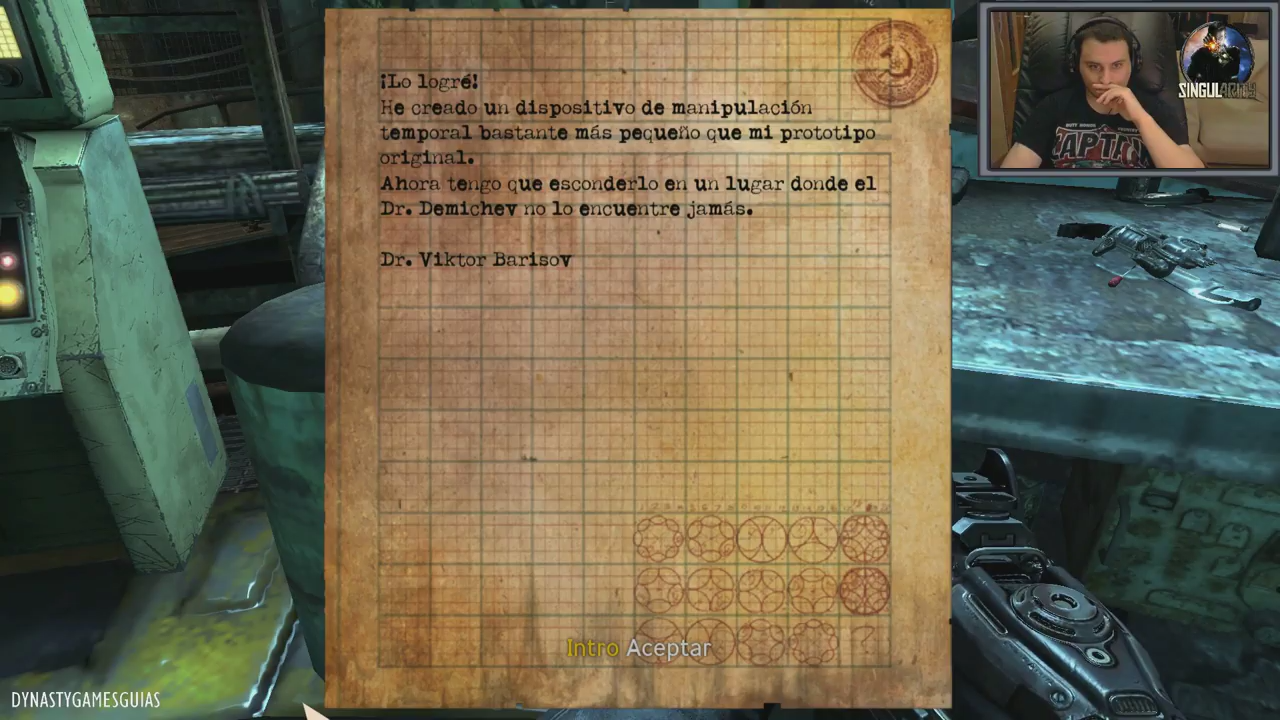 ¡Lo logré!
He creado un dispositivo de manipulación
temporal bastante más pequeño que mi prototipo
original.
Ahora tengo que esconderlo en un lugar donde el
Dr. Demichev no lo encuentre jamás.
Dr. Viktor Barisov
Intro Aceptar
SINGULARITY
CAPTAIN
DYNASTYGAMESGUIAS